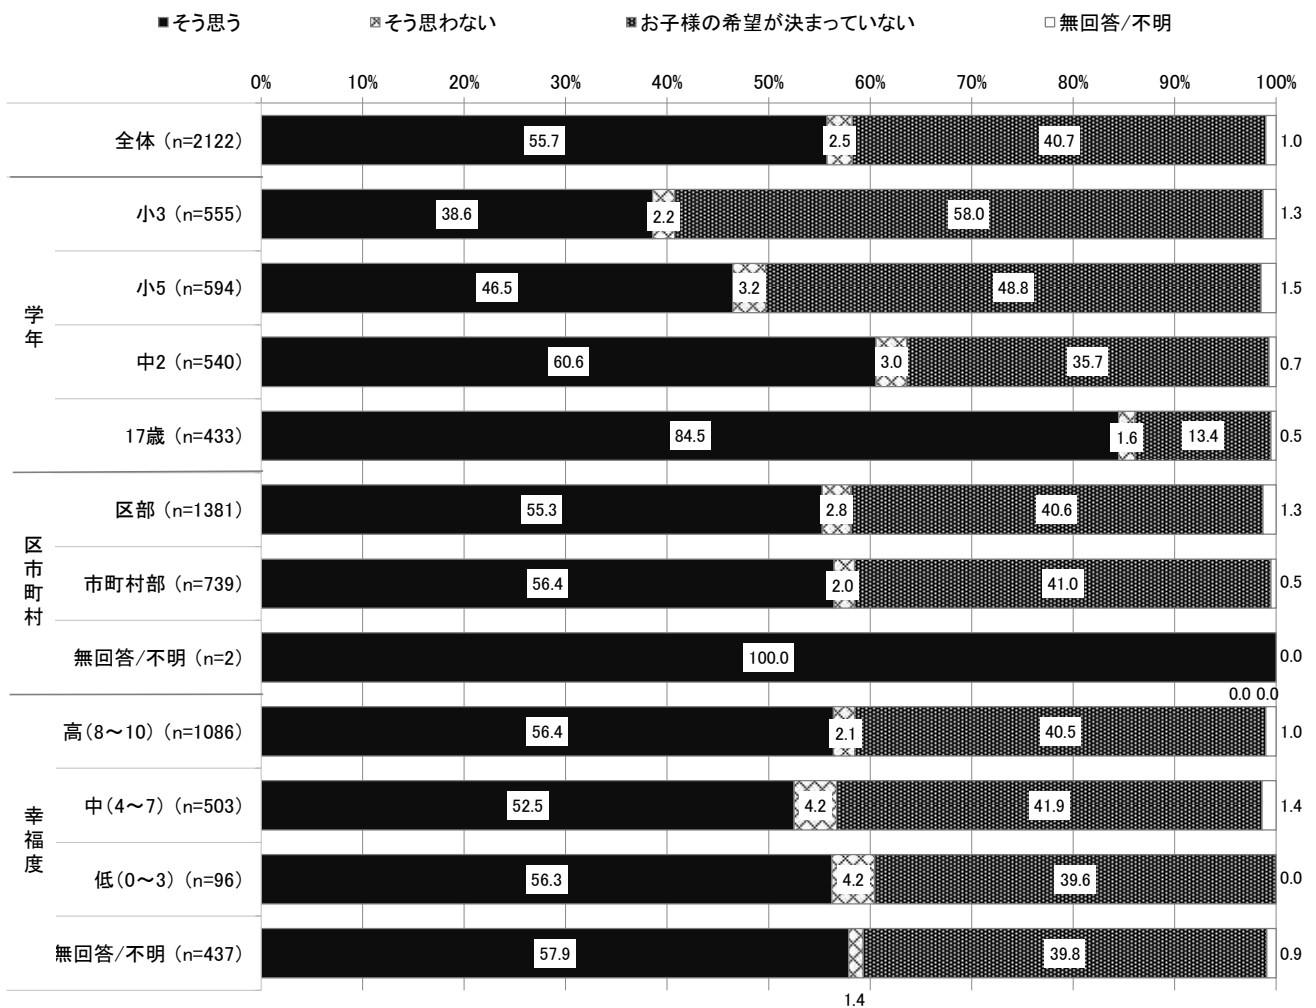 ■そう思う ▩そう思わない ▩お子様の希望が決まっていない □無回答/不明
0% 10% 20% 30% 40% 50% 60% 70% 80% 90% 100%
全体 (n=2122) 55.7 2.5 40.7 1.0
学年
小3 (n=555) 38.6 2.2 58.0 1.3
小5 (n=594) 46.5 3.2 48.8 1.5
中2 (n=540) 60.6 3.0 35.7 0.7
17歳 (n=433) 84.5 1.6 13.4 0.5
区市町村
区部 (n=1381) 55.3 2.8 40.6 1.3
市町村部 (n=739) 56.4 2.0 41.0 0.5
無回答/不明 (n=2) 100.0 0.0
0.0 0.0
幸福度
高(8～10) (n=1086) 56.4 2.1 40.5 1.0
中(4～7) (n=503) 52.5 4.2 41.9 1.4
低(0～3) (n=96) 56.3 4.2 39.6 0.0
無回答/不明 (n=437) 57.9 39.8 0.9
1.4